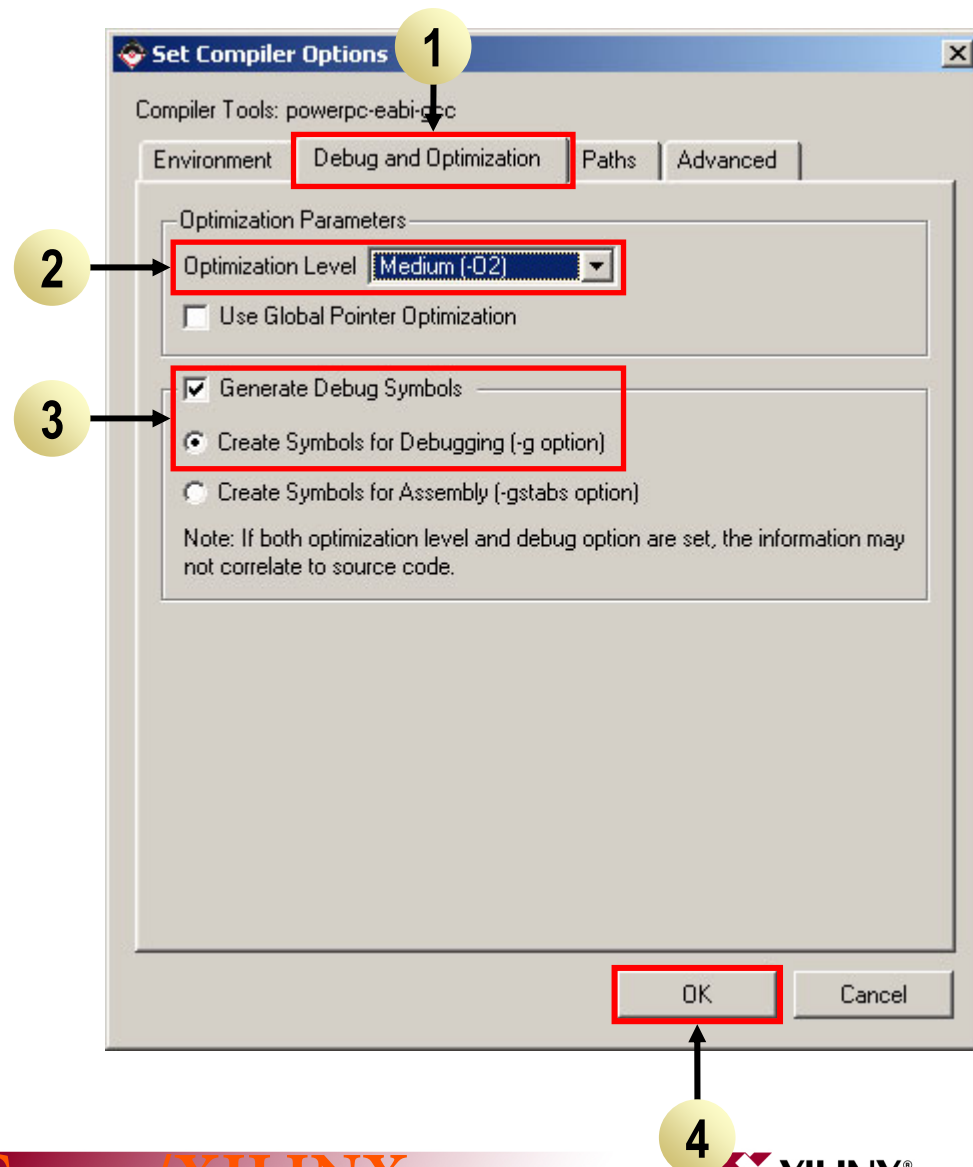 1
Set Compiler Options
Compiler Tools: powerpc-eabi-gcc
Environment Debug and Optimization Paths Advanced
Optimization Parameters
2
Optimization Level Medium (-O2)
Use Global Pointer Optimization
Generate Debug Symbols
3
Create Symbols for Debugging (-g option)
Create Symbols for Assembly (-gstabs option)
Note: If both optimization level and debug option are set, the information may
not correlate to source code.
OK Cancel
4
XILINX®